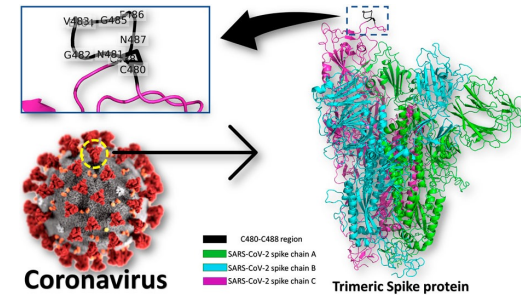 F486
V483 G485
N487
G482 N481
C480
C480-C488 region
SARS-CoV-2 spike chain A
SARS-CoV-2 spike chain B
SARS-CoV-2 spike chain C
Coronavirus
Trimeric Spike protein